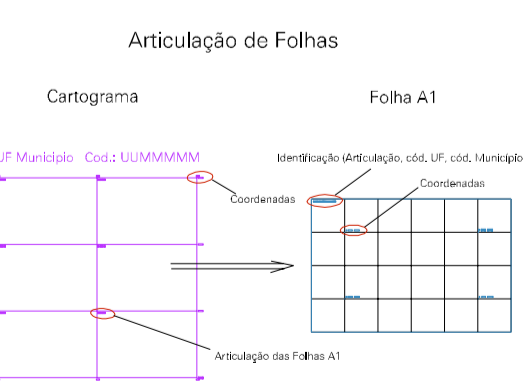 Articulação de Folhas
Cartograma
Folha A1
UF Municipio Cod.: UUMMMMM
Identificação (Articulação, cód. UF, cód. Município
Coordenadas
Coordenadas
Articulação das Folhas A1